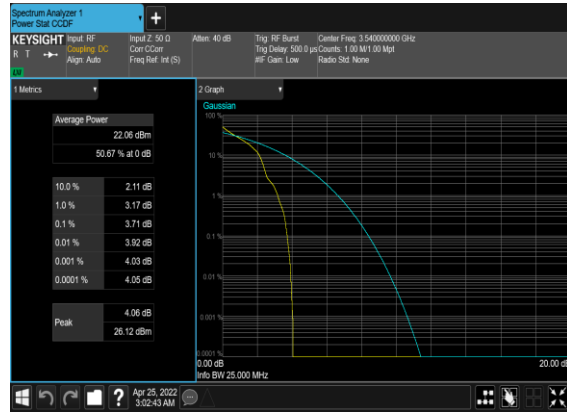 Spectrum Analyzer 1
Power Stat CCDF
KEYSIGHT
R T
LXI
Input: RF
Coupling: DC
Align: Auto
Input Z: 50 Ω
Corr CCorr
Freq Ref: Int (S)
Atten: 40 dB
Trig: RF Burst
Trig Delay: 500.0 µs
#IF Gain: Low
Center Freq: 3.540000000 GHz
Counts: 1.00 M/1.00 Mpt
Radio Std: None
1 Metrics
Average Power
22.06 dBm
50.67 % at 0 dB
10.0 % 2.11 dB
1.0 % 3.17 dB
0.1 % 3.71 dB
0.01 % 3.92 dB
0.001 % 4.03 dB
0.0001 % 4.05 dB
Peak
4.06 dB
26.12 dBm
2 Graph
Gaussian
100 %
10 %
1 %
0.1 %
0.01 %
0.001 %
0.0001 %
0.00 dB
20.00 dB
Info BW 25.000 MHz
?
Apr 25, 2022
3:02:43 AM